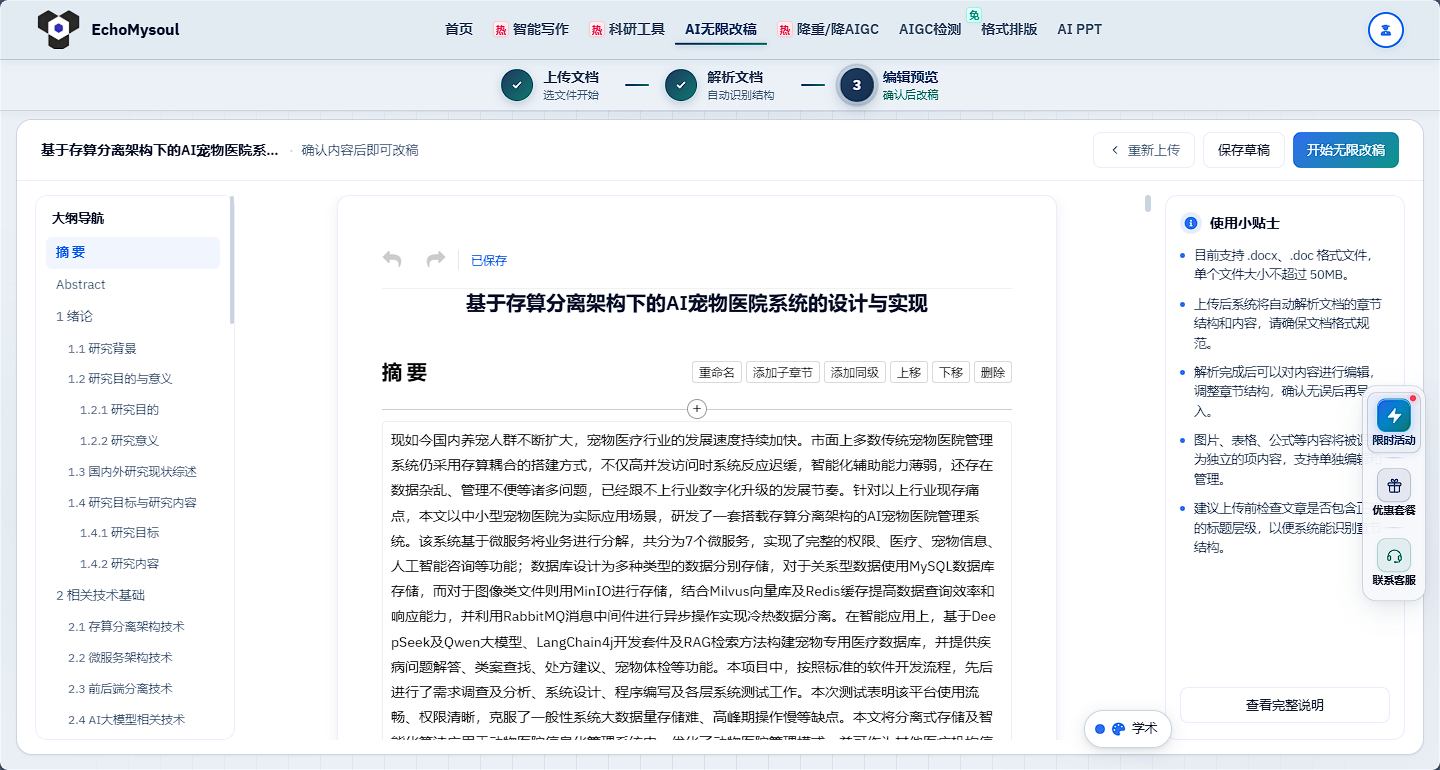 EchoMysoul
首页
热 智能写作
热 科研工具
AI无限改稿
热 降重/降AIGC
AIGC检测
免
格式排版
AI PPT
上传文档
选文件开始
解析文档
自动识别结构
3
编辑预览
确认后改稿
基于存算分离架构下的AI宠物医院系...
· 确认内容后即可改稿
重新上传
保存草稿
开始无限改稿
大纲导航
摘 要
Abstract
1 绪论
1.1 研究背景
1.2 研究目的与意义
1.2.1 研究目的
1.2.2 研究意义
1.3 国内外研究现状综述
1.4 研究目标与研究内容
1.4.1 研究目标
1.4.2 研究内容
2 相关技术基础
2.1 存算分离架构技术
2.2 微服务架构技术
2.3 前后端分离技术
2.4 AI大模型相关技术
已保存
基于存算分离架构下的AI宠物医院系统的设计与实现
摘 要
重命名
添加子章节
添加同级
上移
下移
删除
现如今国内养宠人群不断扩大，宠物医疗行业的发展速度持续加快。市面上多数传统宠物医院管理
系统仍采用存算耦合的搭建方式，不仅高并发访问时系统反应迟缓，智能化辅助能力薄弱，还存在
数据杂乱、管理不便等诸多问题，已经跟不上行业数字化升级的发展节奏。针对以上行业现存痛
点，本文以中小型宠物医院为实际应用场景，研发了一套搭载存算分离架构的AI宠物医院管理系
统。该系统基于微服务将业务进行分解，共分为7个微服务，实现了完整的权限、医疗、宠物信息、
人工智能咨询等功能；数据库设计为多种类型的数据分别存储，对于关系型数据使用MySQL数据库
存储，而对于图像类文件则用MinIO进行存储，结合Milvus向量库及Redis缓存提高数据查询效率和
响应能力，并利用RabbitMQ消息中间件进行异步操作实现冷热数据分离。在智能应用上，基于Dee
pSeek及Qwen大模型、LangChain4j开发套件及RAG检索方法构建宠物专用医疗数据库，并提供疾
病问题解答、类案查找、处方建议、宠物体检等功能。本项目中，按照标准的软件开发流程，先后
进行了需求调查及分析、系统设计、程序编写及各层系统测试工作。本次测试表明该平台使用流
畅、权限清晰，克服了一般性系统大数据量存储难、高峰期操作慢等缺点。本文将分离式存储及智
使用小贴士
目前支持 .docx、.doc 格式文件，
单个文件大小不超过 50MB。
上传后系统将自动解析文档的章节
结构和内容，请确保文档格式规
范。
解析完成后可以对内容进行编辑，
调整章节结构，确认无误后再导
入。
图片、表格、公式等内容将被
为独立的项内容，支持单独编辑
管理。
建议上传前检查文章是否包含正
的标题层级，以便系统能识别章
结构。
查看完整说明
限时活动
优惠套餐
联系客服
学术